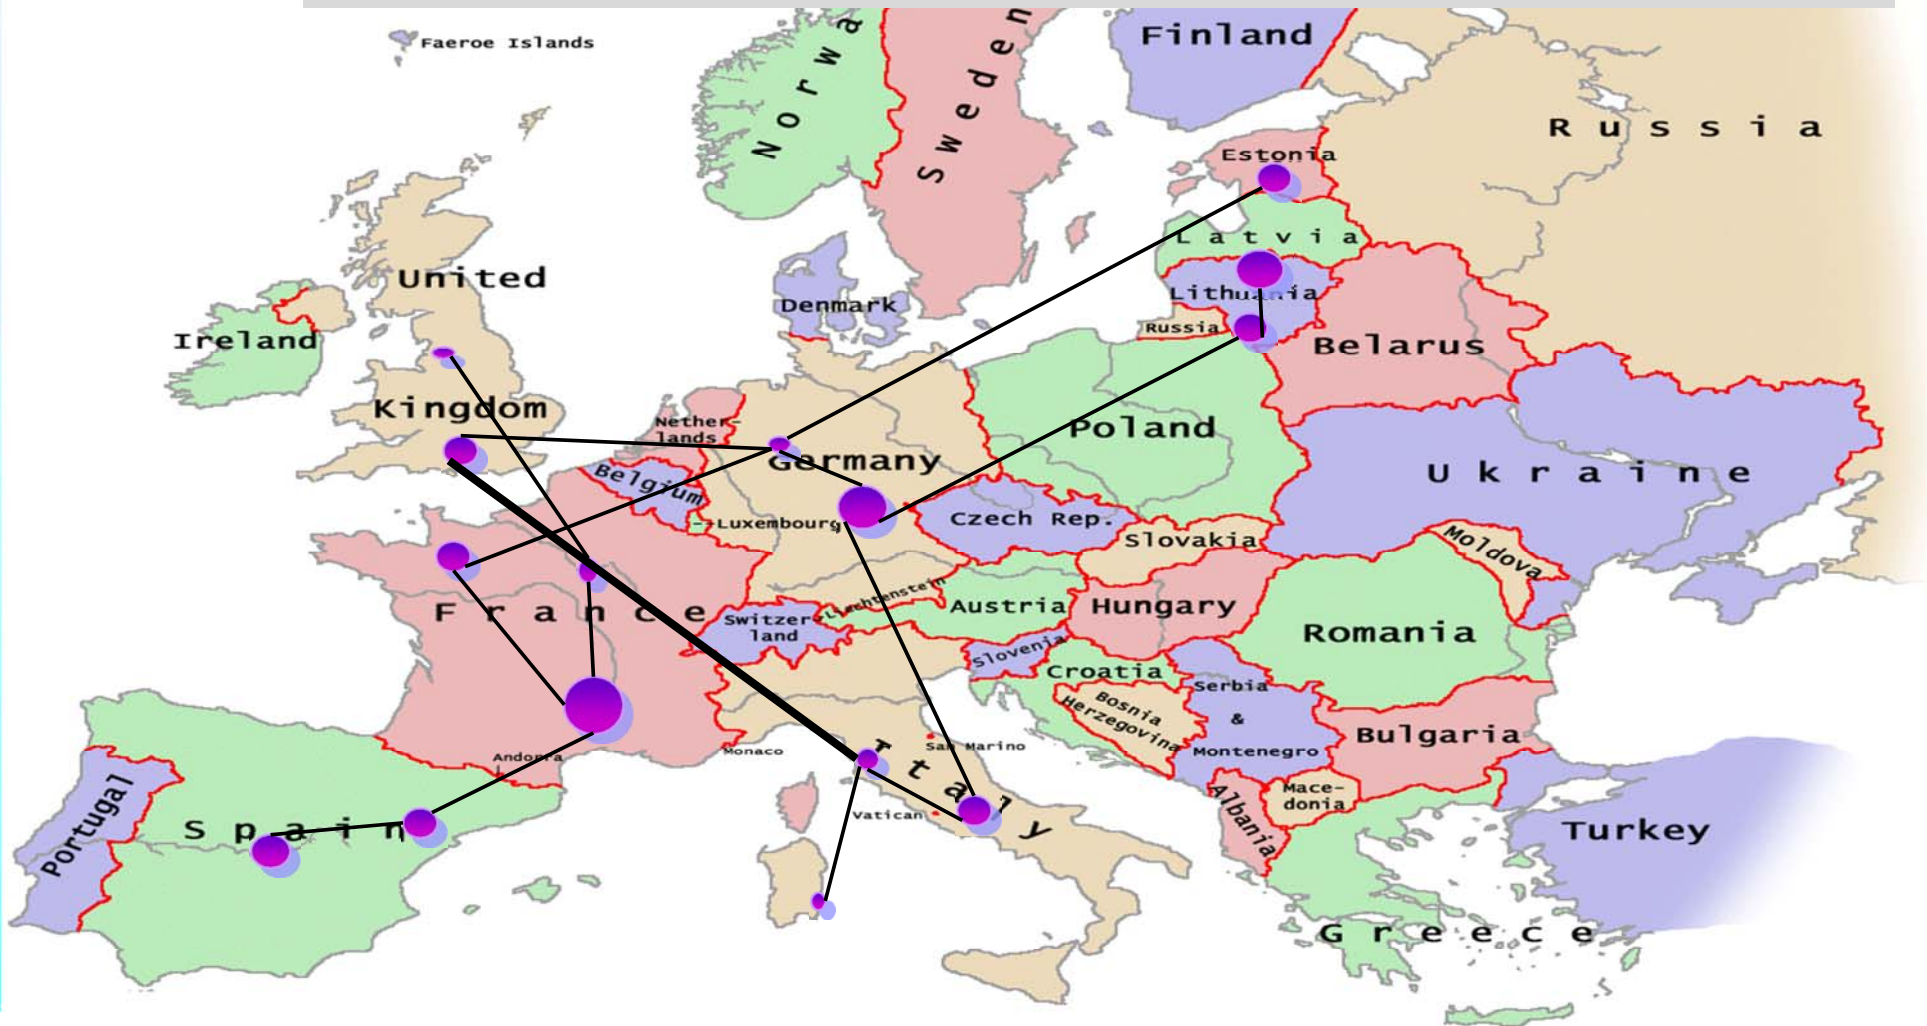 Faeroe Islands
Norwa
Sweden
Finland
Russia
Estonia
Latvia
United
Denmark
Lithuania
Ireland
Russia
Belarus
Kingdom
Nether-
lands
Poland
Germany
Belgium
Ukraine
--Luxembourg
Czech Rep.
Slovakia
Moldova
Liechtenstein
France
Switzer-
land
Austria
Hungary
Romania
Slovenia
Croatia
Serbia
&
Montenegro
Bosnia
Herzegovina
Bulgaria
Monaco
San Marino
Andorra
Italy
Portugal
Spain
Vatican
Albania
Mace-
donia
Turkey
Greece